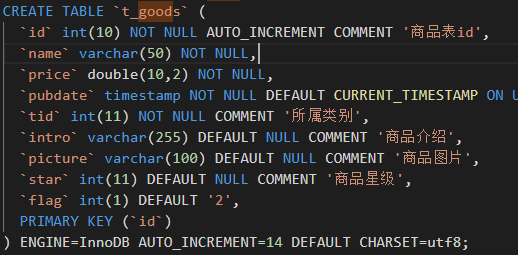 CREATE TABLE `t_goods` (
`id` int(10) NOT NULL AUTO_INCREMENT COMMENT '商品表id',
`name` varchar(50) NOT NULL,
`price` double(10,2) NOT NULL,
`pubdate` timestamp NOT NULL DEFAULT CURRENT_TIMESTAMP ON
`tid` int(11) NOT NULL COMMENT '所属类别',
`intro` varchar(255) DEFAULT NULL COMMENT '商品介绍',
`picture` varchar(100) DEFAULT NULL COMMENT '商品图片',
`star` int(11) DEFAULT NULL COMMENT '商品星级',
`flag` int(1) DEFAULT '2',
PRIMARY KEY (`id`)
) ENGINE=InnoDB AUTO_INCREMENT=14 DEFAULT CHARSET=utf8;